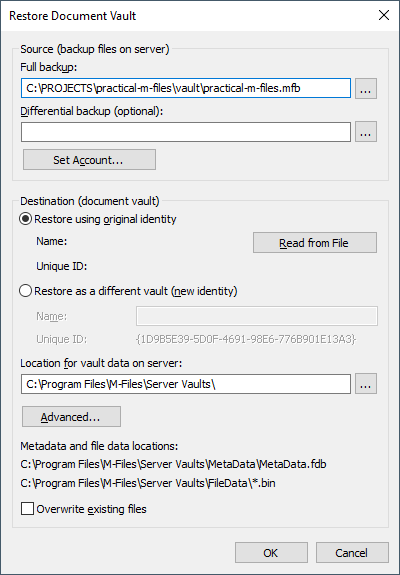 Restore Document Vault
Source (backup files on server)
Full backup:
C:\PROJECTS\practical-m-files\vault\practical-m-files.mfb
...
Differential backup (optional):
...
Set Account...
Destination (document vault)
Restore using original identity
Name:
Read from File
Unique ID:
Restore as a different vault (new identity)
Name:
Unique ID:
{1D9B5E39-5D0F-4691-98E6-776B901E13A3}
Location for vault data on server:
C:\Program Files\M-Files\Server Vaults\
...
Advanced...
Metadata and file data locations:
C:\Program Files\M-Files\Server Vaults\MetaData\MetaData.fdb
C:\Program Files\M-Files\Server Vaults\FileData\*.bin
Overwrite existing files
OK
Cancel